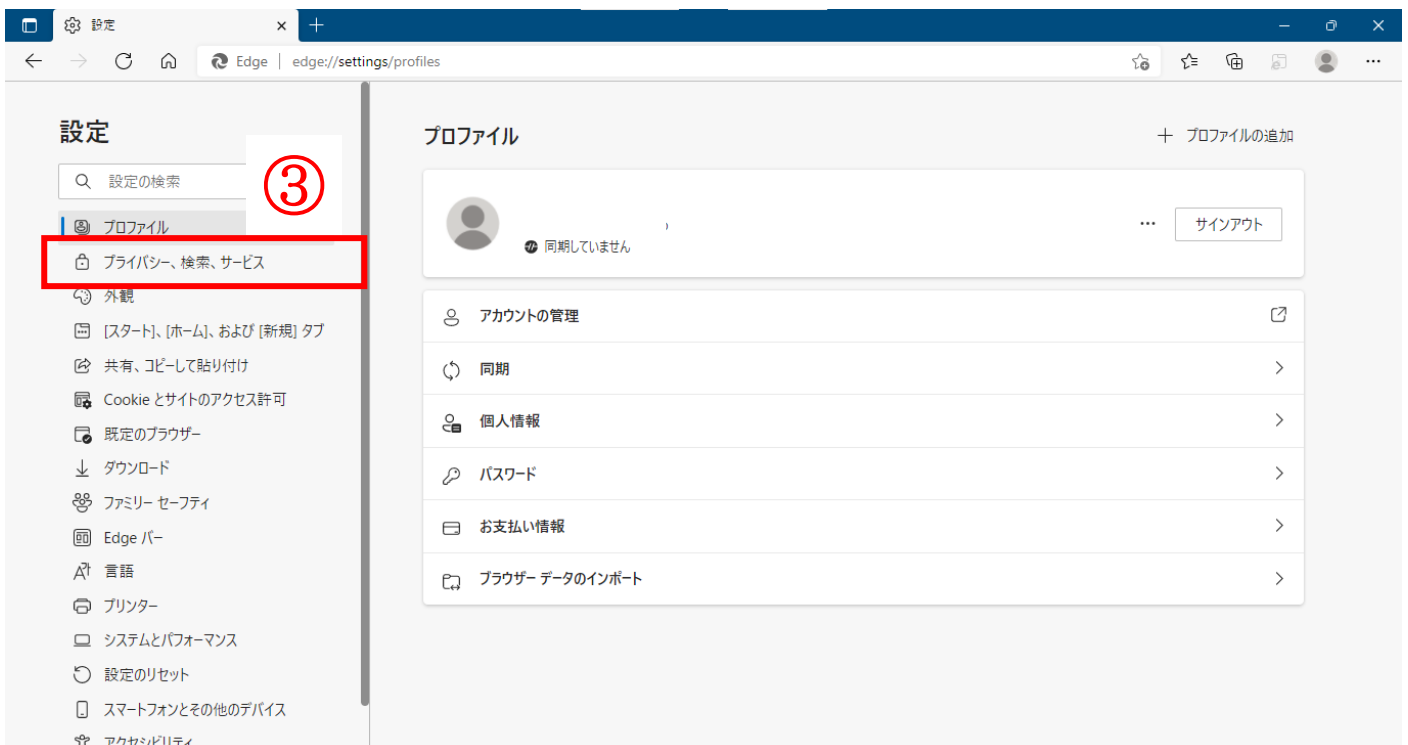 設定
Edge edge://settings/profiles
設定
設定の検索
③
プロファイル
プライバシー、検索、サービス
外観
[スタート]、[ホーム]、および [新規] タブ
共有、コピーして貼り付け
Cookie とサイトのアクセス許可
既定のブラウザー
ダウンロード
ファミリー セーフティ
Edge バー
言語
プリンター
システムとパフォーマンス
設定のリセット
スマートフォンとその他のデバイス
アクセシビリティ
プロファイル
プロファイルの追加
同期していません
サインアウト
アカウントの管理
同期
個人情報
パスワード
お支払い情報
ブラウザー データのインポート